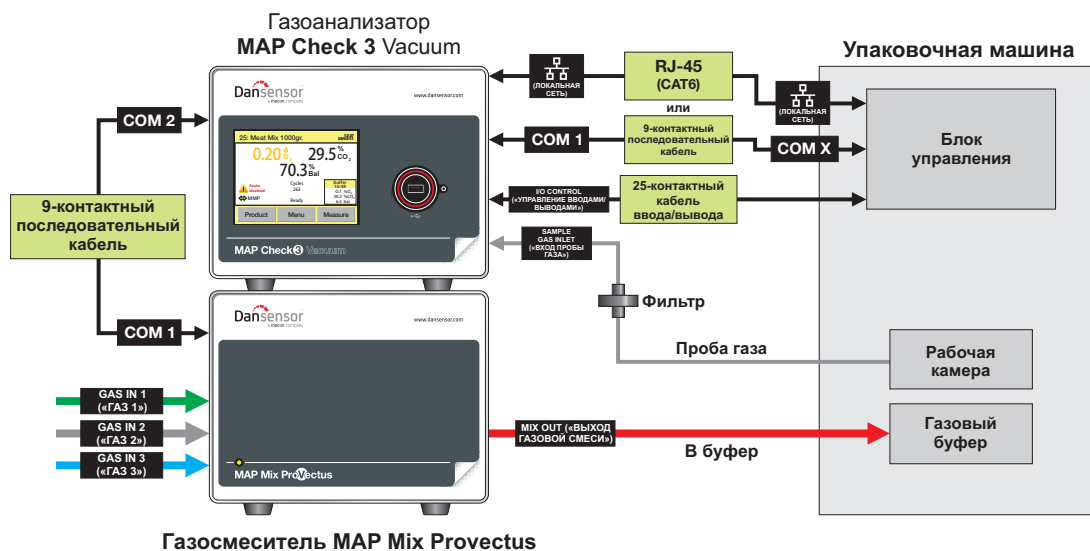 Газоанализатор
MAP Check 3 Vacuum
Упаковочная машина
Dansensor
a mocon company
www.dansensor.com
COM 2
(ЛОКАЛЬНАЯ
СЕТЬ)
RJ-45
(CAT6)
(ЛОКАЛЬНАЯ
СЕТЬ)
или
COM 1
9-контактный
последовательный
кабель
COM X
Блок
управления
25: Meat Mix 1000gr.
0.20 % O₂
29.5 % CO₂
70.3 % Bal
Cycles
263
Ready
MMP
Buffer
Product
Menu
Measure
I/O CONTROL
(«УПРАВЛЕНИЕ ВВОДАМИ/
ВЫВОДАМИ»)
25-контактный
кабель
ввода/вывода
9-контактный
последовательный
кабель
SAMPLE
GAS INLET
(«ВХОД ПРОБЫ
ГАЗА»)
MAP Check 3 Vacuum
Фильтр
Dansensor
a mocon company
www.dansensor.com
COM 1
Проба газа
Рабочая
камера
GAS IN 1
(«ГАЗ 1»)
GAS IN 2
(«ГАЗ 2»)
GAS IN 3
(«ГАЗ 3»)
MIX OUT («ВЫХОД
ГАЗОВОЙ СМЕСИ»)
В буфер
Газовый
буфер
MAP Mix ProVectus
Газосмеситель MAP Mix Provectus